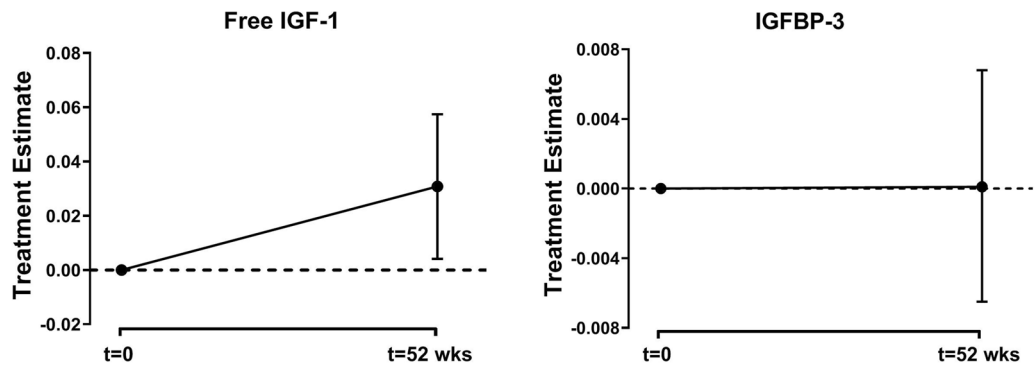 Free IGF-1
Treatment Estimate
0.08
0.06
0.04
0.02
0.00
-0.02
t=0
t=52 wks
IGFBP-3
Treatment Estimate
0.008
0.004
0.000
-0.004
-0.008
t=0
t=52 wks